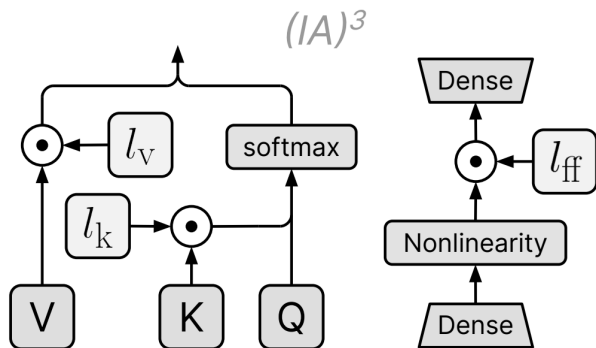 (IA)³
Dense
l_v
softmax
l_ff
l_k
Nonlinearity
V
K
Q
Dense